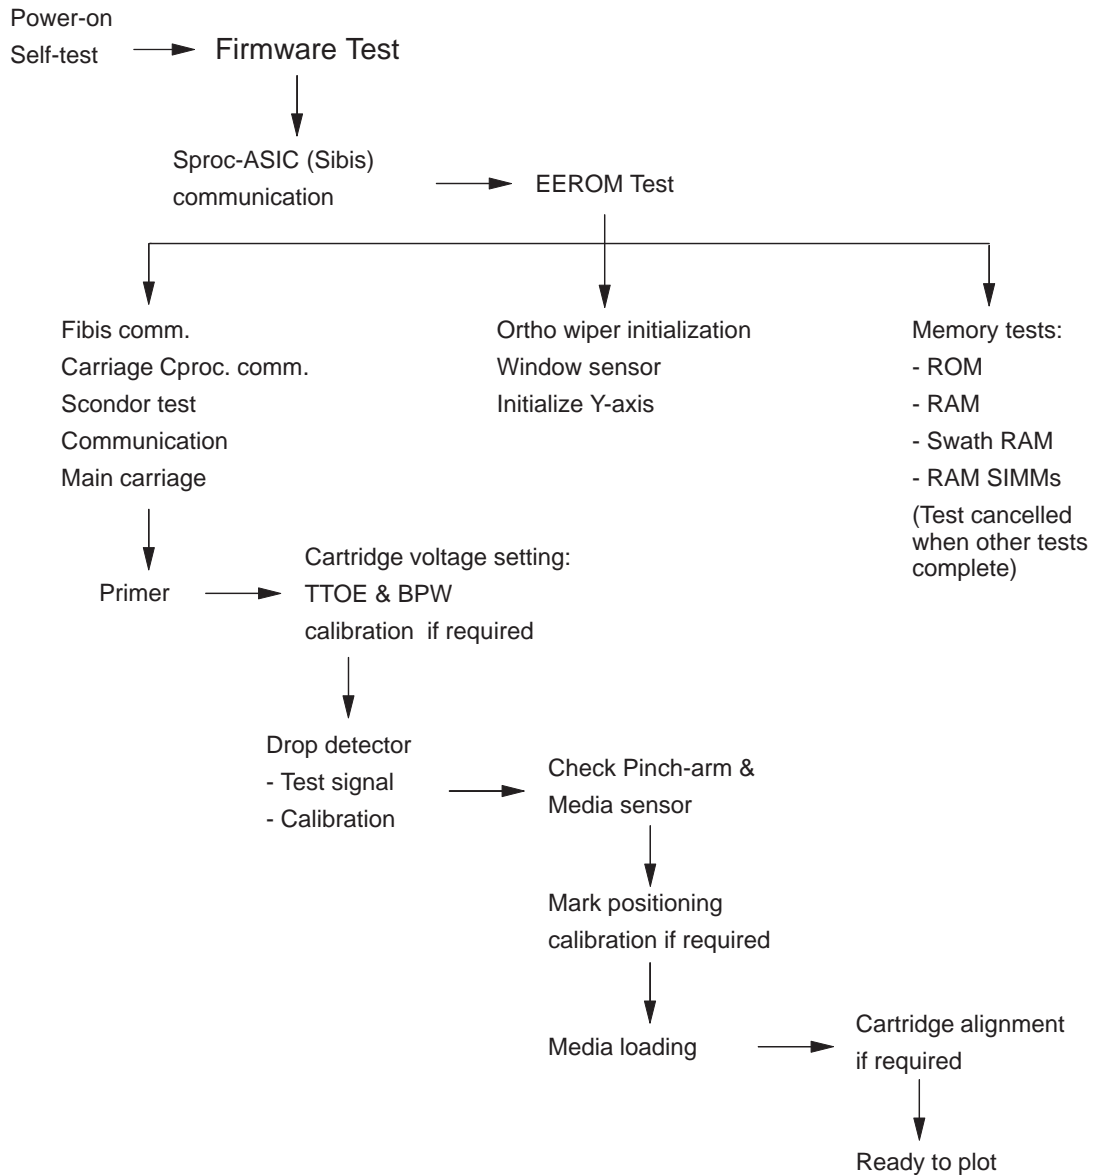 Power-on
Self-test
Firmware Test
Sproc-ASIC (Sibis)
communication
EEROM Test
Fibis comm.
Carriage Cproc. comm.
Scondor test
Communication
Main carriage
Ortho wiper initialization
Window sensor
Initialize Y-axis
Memory tests:
- ROM
- RAM
- Swath RAM
- RAM SIMMs
(Test cancelled
when other tests
complete)
Primer
Cartridge voltage setting:
TTOE & BPW
calibration if required
Drop detector
- Test signal
- Calibration
Check Pinch-arm &
Media sensor
Mark positioning
calibration if required
Media loading
Cartridge alignment
if required
Ready to plot